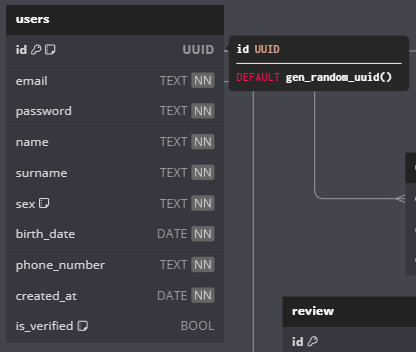 users
id UUID
email TEXT NN
password TEXT NN
name TEXT NN
surname TEXT NN
sex TEXT NN
birth_date DATE NN
phone_number TEXT NN
created_at DATE NN
is_verified BOOL
id UUID
DEFAULT gen_random_uuid()
review
id